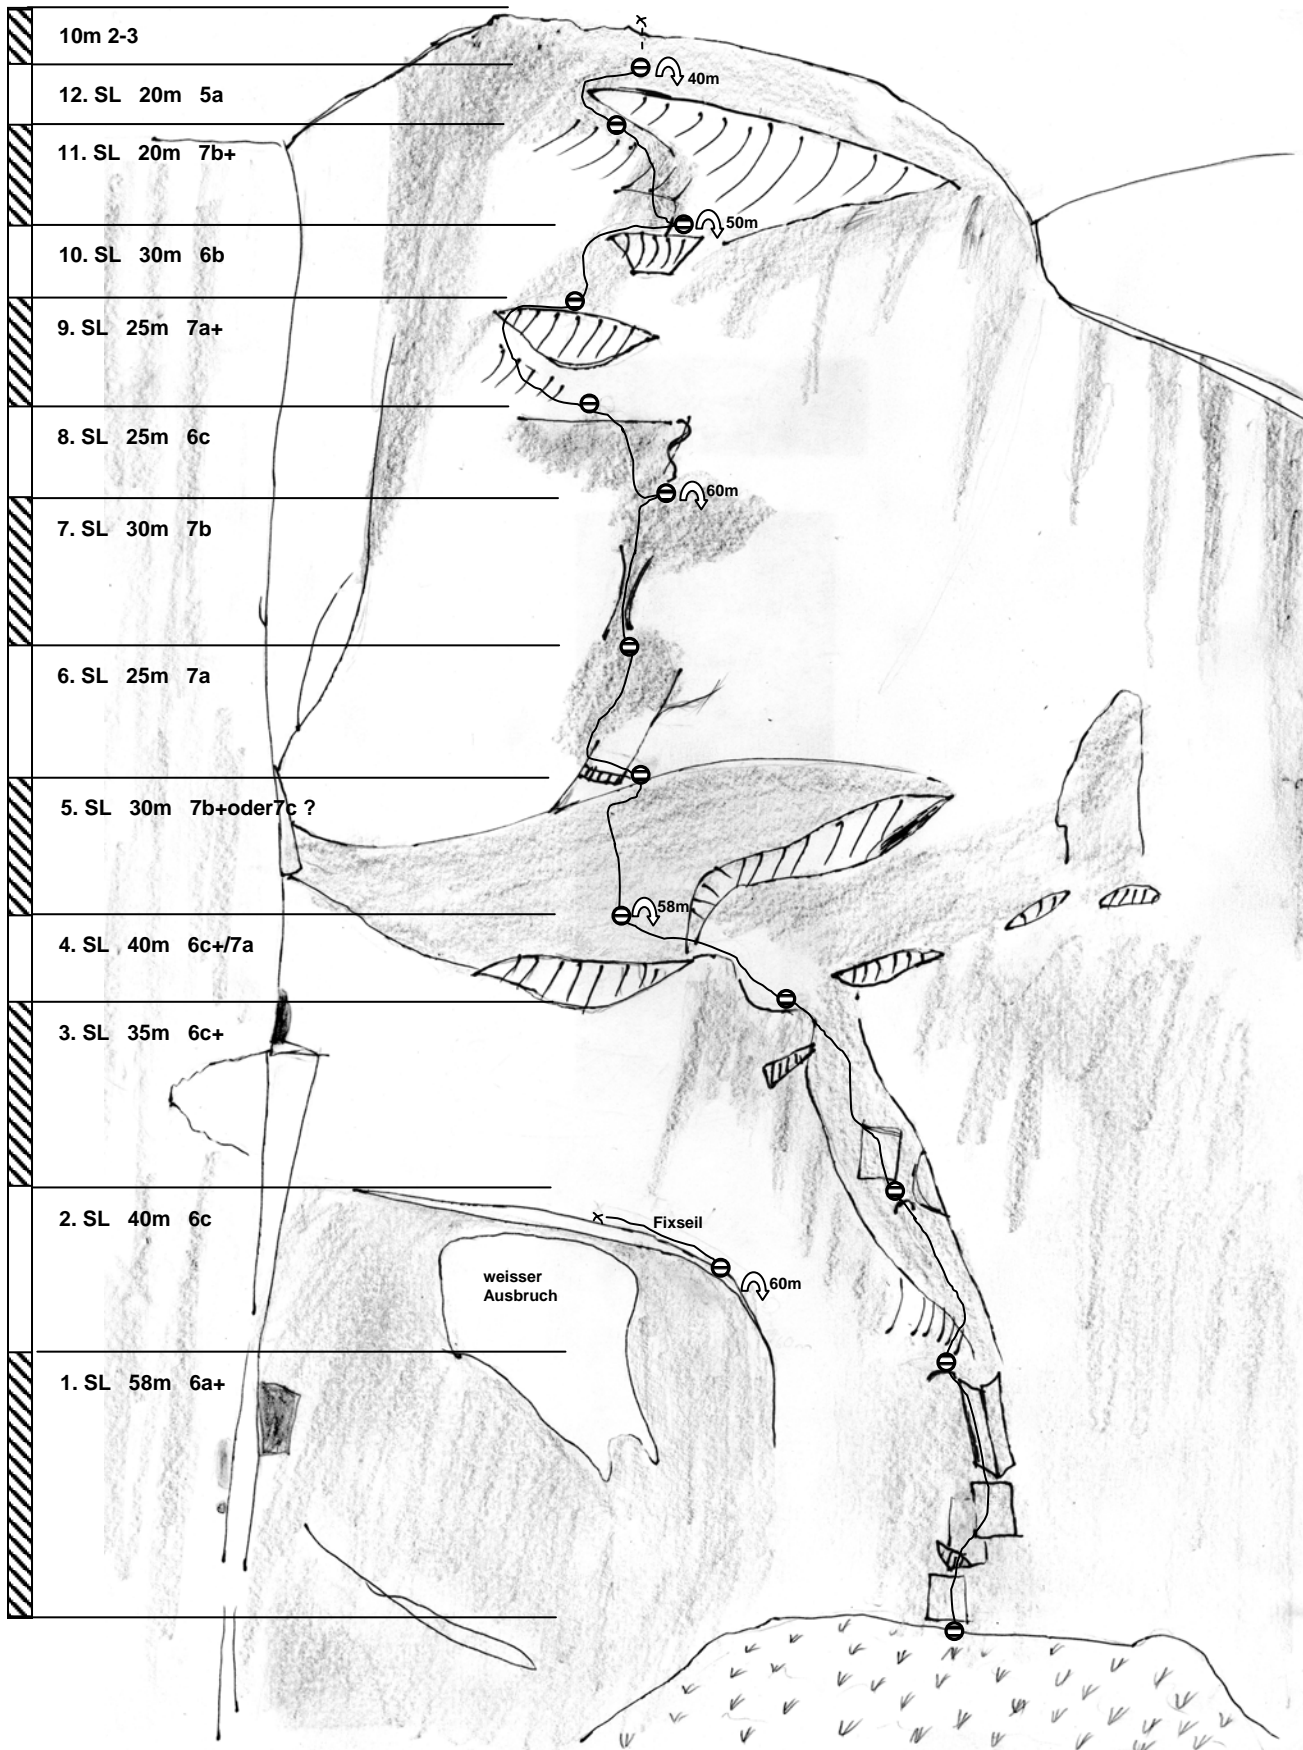 10m 2-3
12. SL 20m 5a
11. SL 20m 7b+
10. SL 30m 6b
9. SL 25m 7a+
8. SL 25m 6c
7. SL 30m 7b
6. SL 25m 7a
5. SL 30m 7b+oder7c ?
4. SL 40m 6c+/7a
3. SL 35m 6c+
2. SL 40m 6c
1. SL 58m 6a+
40m
50m
60m
58m
Fixseil
60m
weisser
Ausbruch